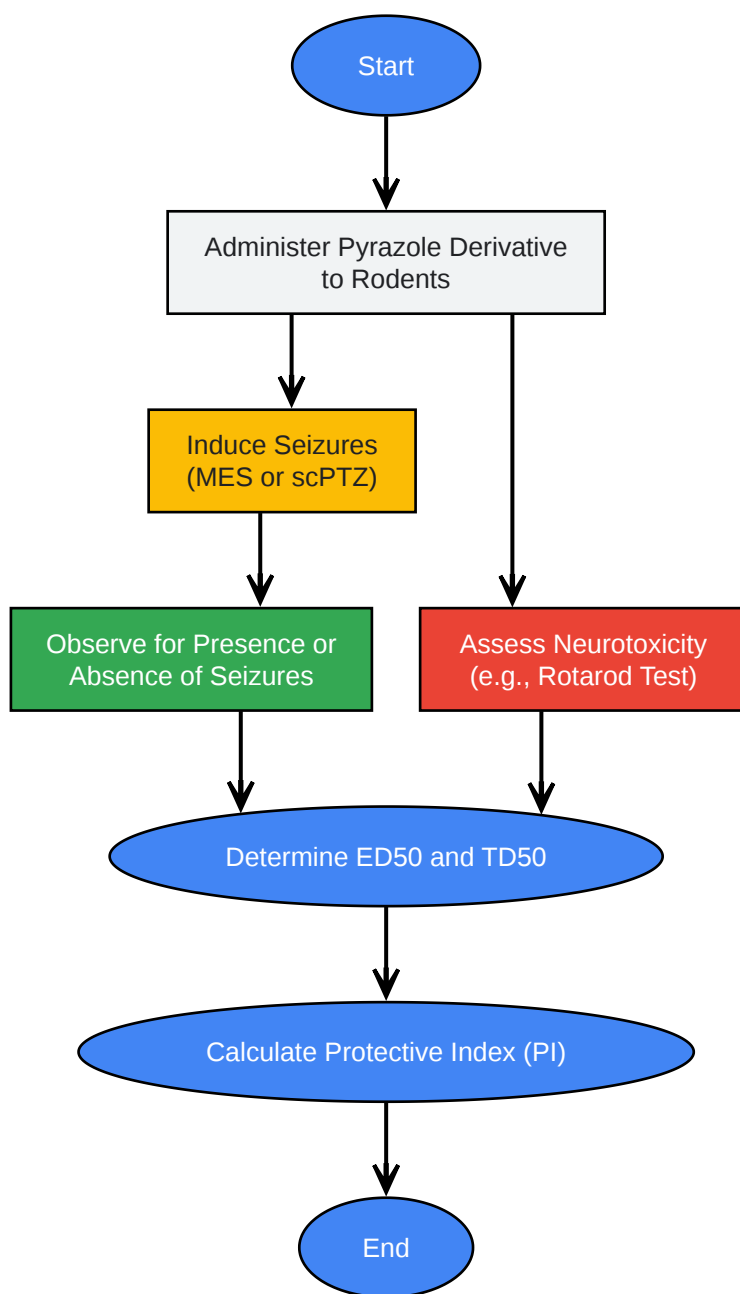 Start
Administer Pyrazole Derivative
to Rodents
Induce Seizures
(MES or scPTZ)
Observe for Presence or
Absence of Seizures
Assess Neurotoxicity
(e.g., Rotarod Test)
Determine ED50 and TD50
Calculate Protective Index (PI)
End